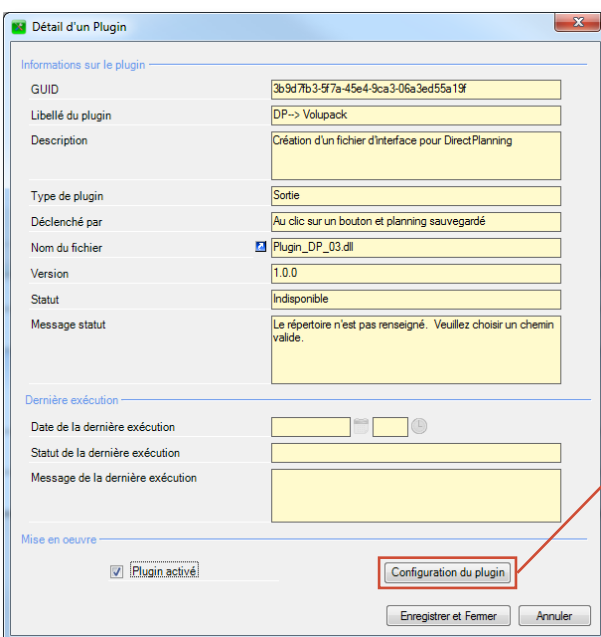 Détail d'un Plugin
Informations sur le plugin
GUID 3b9d7fb3-5f7a-45e4-9ca3-06a3ed55a19f
Libellé du plugin DP--> Volupack
Description Création d'un fichier d'interface pour DirectPlanning
Type de plugin Sortie
Déclenché par Au clic sur un bouton et planning sauvegardé
Nom du fichier Plugin_DP_03.dll
Version 1.0.0
Statut Indisponible
Message statut Le répertoire n'est pas renseigné. Veuillez choisir un chemin
valide.
Dernière exécution
Date de la dernière exécution
Statut de la dernière exécution
Message de la dernière exécution
Mise en oeuvre
Plugin activé Configuration du plugin
Enregistrer et Fermer Annuler